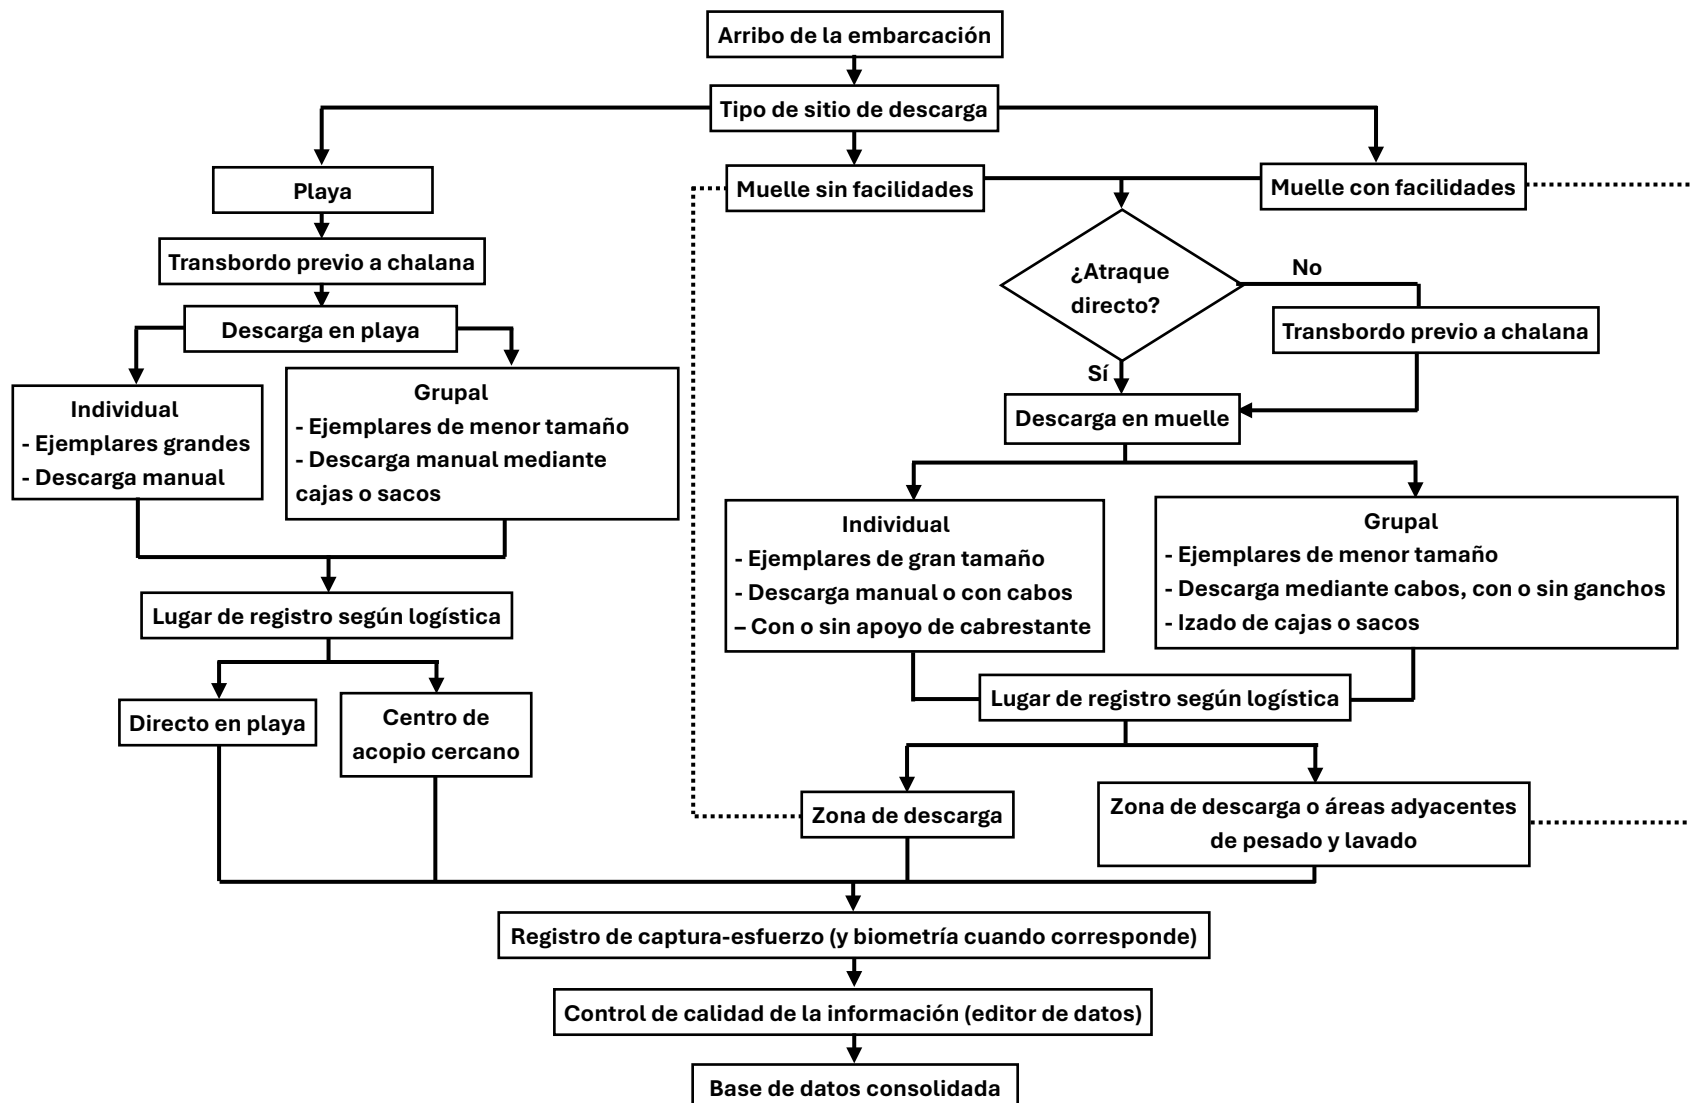 Arribo de la embarcación
Tipo de sitio de descarga
Playa
Muelle sin facilidades
Muelle con facilidades
Transbordo previo a chalana
¿Atraque
directo?
No
Transbordo previo a chalana
Sí
Descarga en playa
Descarga en muelle
Individual
- Ejemplares grandes
- Descarga manual
Grupal
- Ejemplares de menor tamaño
- Descarga manual mediante
cajas o sacos
Individual
- Ejemplares de gran tamaño
- Descarga manual o con cabos
– Con o sin apoyo de cabrestante
Grupal
- Ejemplares de menor tamaño
- Descarga mediante cabos, con o sin ganchos
- Izado de cajas o sacos
Lugar de registro según logística
Lugar de registro según logística
Directo en playa
Centro de
acopio cercano
Zona de descarga
Zona de descarga o áreas adyacentes
de pesado y lavado
Registro de captura-esfuerzo (y biometría cuando corresponde)
Control de calidad de la información (editor de datos)
Base de datos consolidada